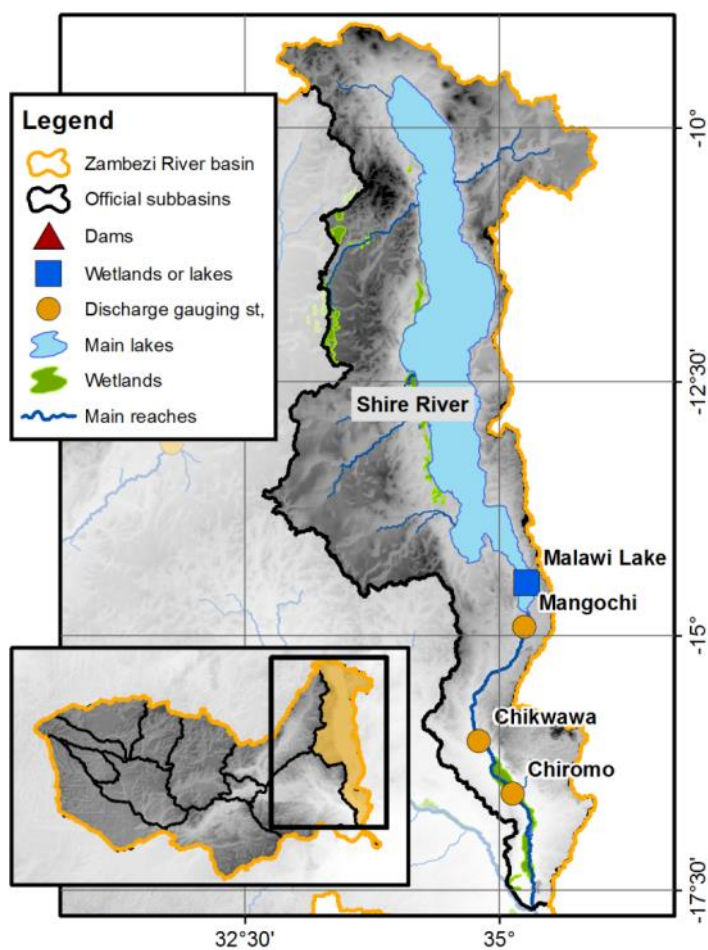 Legend
Zambezi River basin
Official subbasins
Dams
Wetlands or lakes
Discharge gauging st,
Main lakes
Wetlands
Main reaches
-10°
-12°30'
Shire River
Malawi Lake
Mangochi
-15°
Chikwawa
Chiromo
-17°30'
32°30'
35°